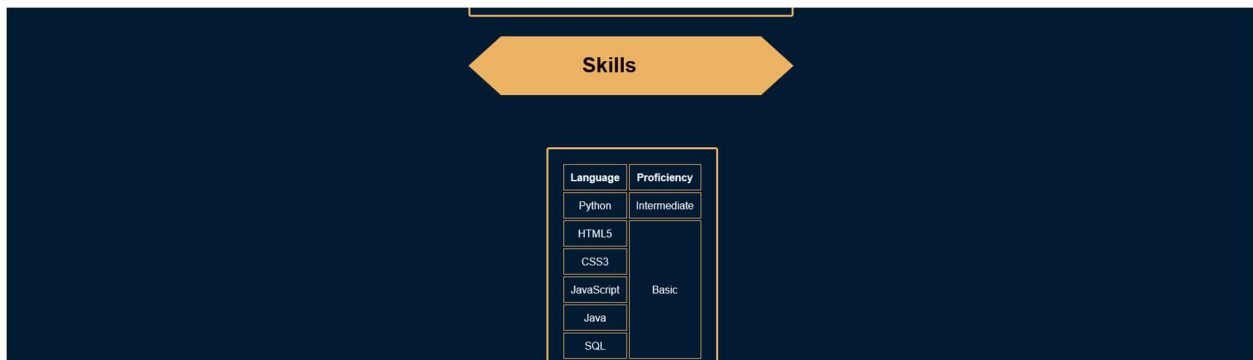 Skills
Language Proficiency
Python Intermediate
HTML5
CSS3
JavaScript Basic
Java
SQL